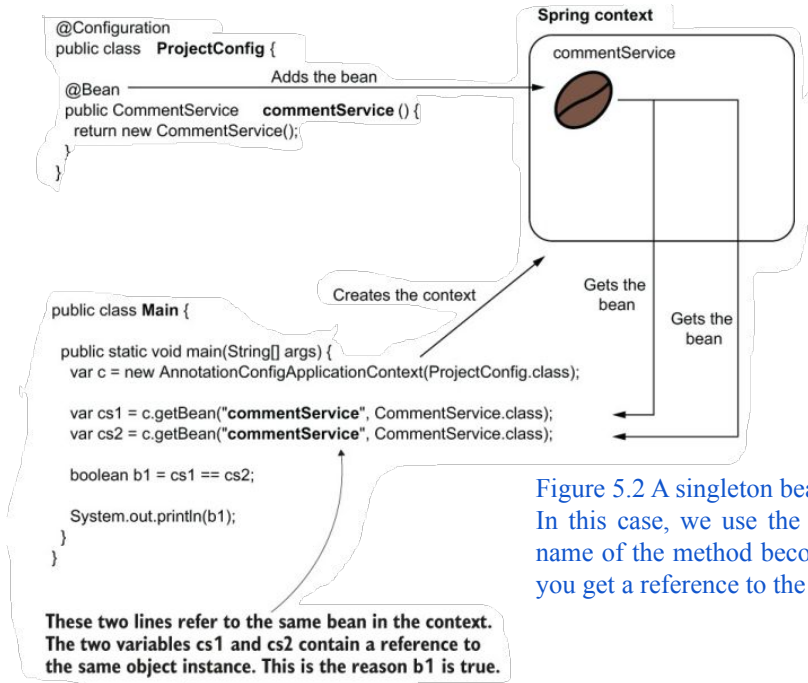 @Configuration
public class ProjectConfig {
@Bean
public CommentService commentService () {
return new CommentService();
}
}
Adds the bean
Spring context
commentService
Creates the context
Gets the
bean
Gets the
bean
public class Main {
public static void main(String[] args) {
var c = new AnnotationConfigApplicationContext(ProjectConfig.class);
var cs1 = c.getBean("commentService", CommentService.class);
var cs2 = c.getBean("commentService", CommentService.class);
boolean b1 = cs1 == cs2;
System.out.println(b1);
}
}
These two lines refer to the same bean in the context.
The two variables cs1 and cs2 contain a reference to
the same object instance. This is the reason b1 is true.
Figure 5.2 A singleton
In this case, we use the
name of the method
you get a reference to the